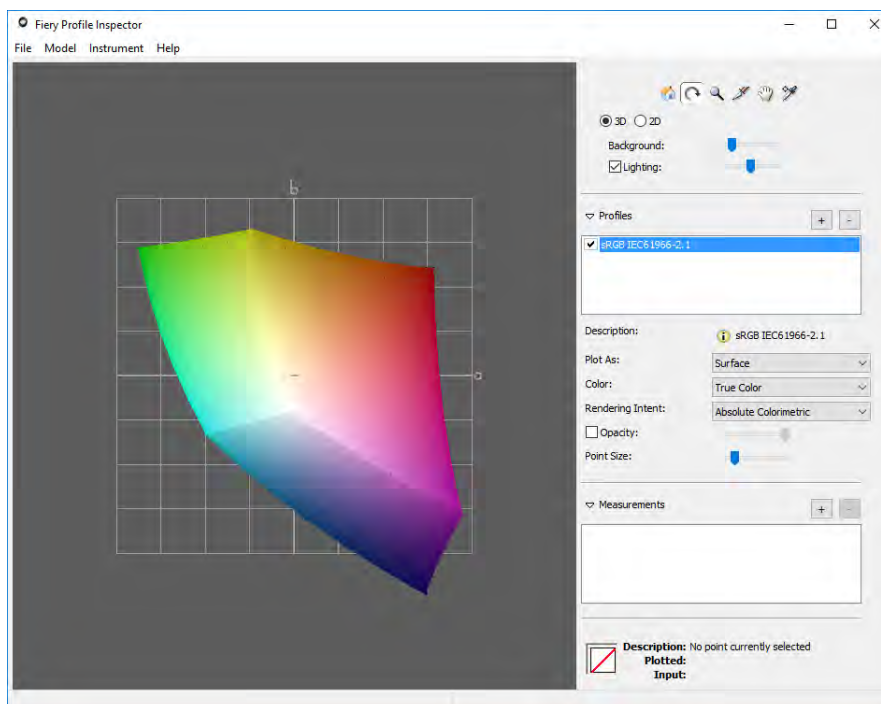 Fiery Profile Inspector
File Model Instrument Help
3D 2D
Background:
Lighting:
Profiles
+ -
sRGB IEC61966-2.1
Description: sRGB IEC61966-2.1
Plot As: Surface
Color: True Color
Rendering Intent: Absolute Colorimetric
Opacity:
Point Size:
Measurements
+ -
Description: No point currently selected
Plotted:
Input:
b
a